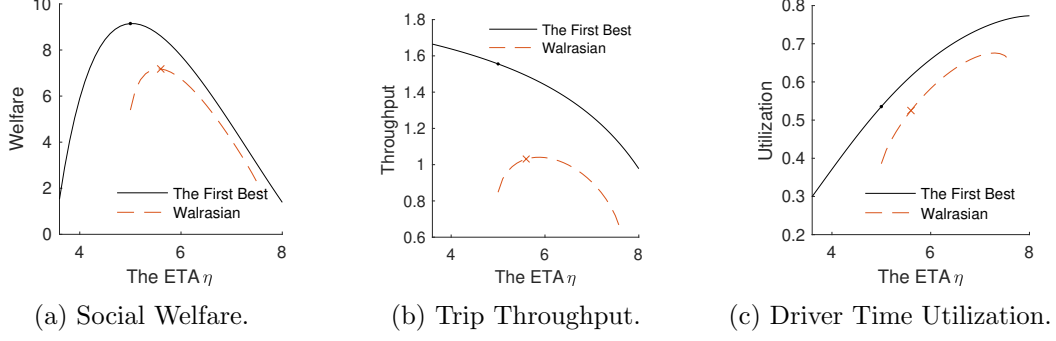 10
8
6
4
2
0
Welfare
The First Best
Walrasian
4
6
8
The ETA η
(a) Social Welfare.
1.8
1.6
1.4
1.2
1
0.8
0.6
Throughput
The First Best
Walrasian
4
6
8
The ETA η
(b) Trip Throughput.
0.8
0.7
0.6
0.5
0.4
0.3
0.2
Utilization
The First Best
Walrasian
4
6
8
The ETA η
(c) Driver Time Utilization.